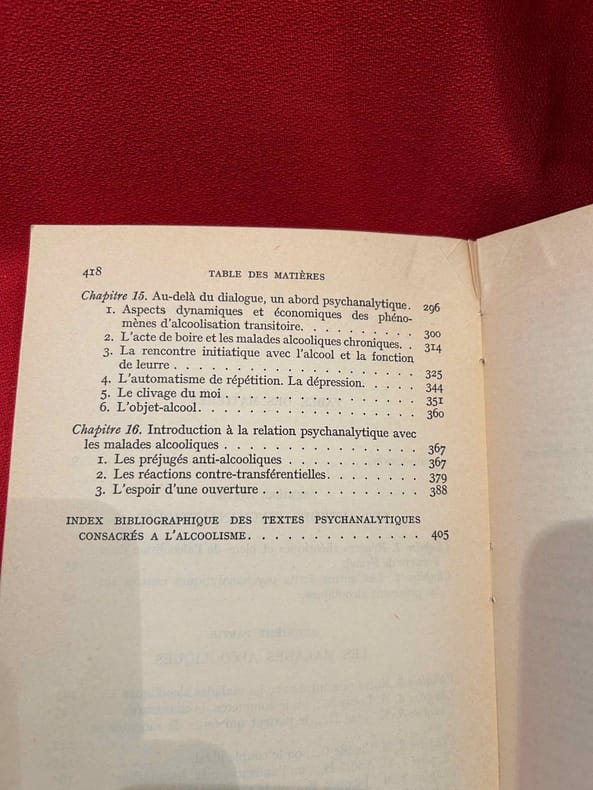 418 TABLE DES MATIÈRES
Chapitre 15. Au-delà du dialogue, un abord psychanalytique. 296
1. Aspects dynamiques et économiques des phéno-
mènes d'alcoolisation transitoire. . . . . . . . . 300
2. L'acte de boire et les malades alcooliques chroniques. . 314
3. La rencontre initiatique avec l'alcool et la fonction
de leurre . . . . . . . . . . . . . . . . . . . 325
4. L'automatisme de répétition. La dépression. . . . . . 344
5. Le clivage du moi . . . . . . . . . . . . . . . . 351
6. L'objet-alcool. . . . . . . . . . . . . . . . . . 360
Chapitre 16. Introduction à la relation psychanalytique avec
les malades alcooliques . . . . . . . . . . . . . . 367
1. Les préjugés anti-alcooliques . . . . . . . . . . . 367
2. Les réactions contre-transférentielles. . . . . . . . 379
3. L'espoir d'une ouverture . . . . . . . . . . . . . 388
INDEX BIBLIOGRAPHIQUE DES TEXTES PSYCHANALYTIQUES
CONSACRÉS A L'ALCOOLISME. . . . . . . . . . . . . . 405